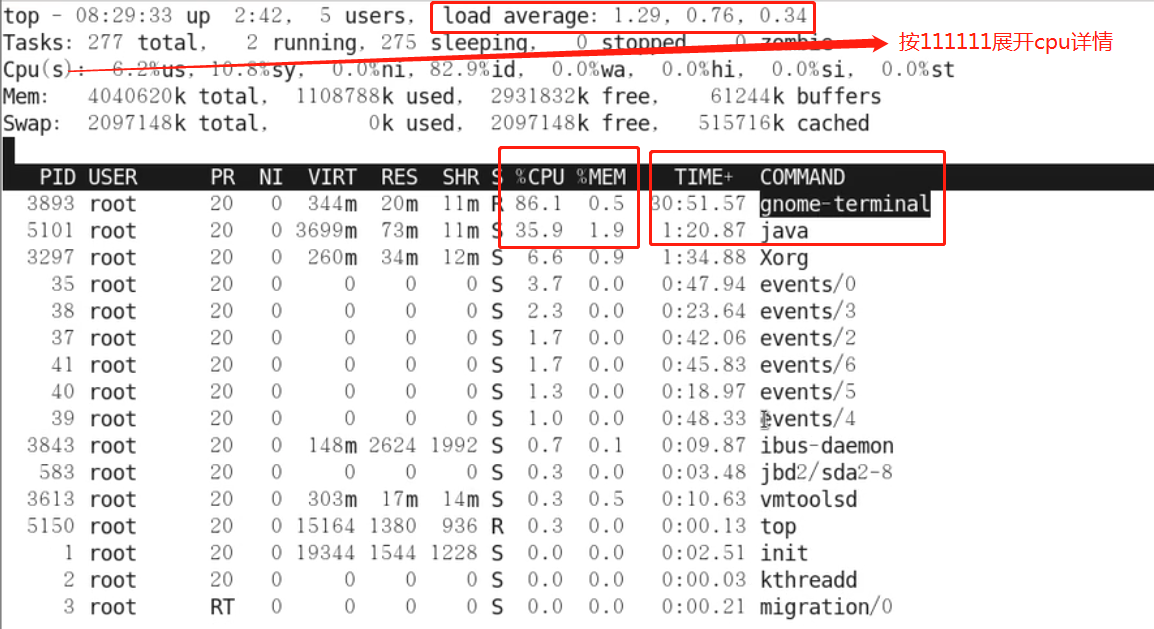 top - 08:29:33 up  2:42,  5 users,  load average: 1.29, 0.76, 0.34
Tasks: 277 total,   2 running, 275 sleeping,   0 stopped   0 zombie
按111111展开cpu详情
Cpu(s):  6.2%us, 10.8%sy,  0.0%ni, 82.9%id,  0.0%wa,  0.0%hi,  0.0%si,  0.0%st
Mem:   4040620k total,  1108788k used,  2931832k free,    61244k buffers
Swap:  2097148k total,        0k used,  2097148k free,   515716k cached
PID USER      PR  NI  VIRT  RES  SHR S %CPU %MEM    TIME+  COMMAND
3893 root      20   0  344m  20m  11m R 86.1  0.5  30:51.57 gnome-terminal
5101 root      20   0 3699m  73m  11m S 35.9  1.9   1:20.87 java
3297 root      20   0  260m  34m  12m S  6.6  0.9   1:34.88 Xorg
35 root      20   0     0    0    0 S  3.7  0.0   0:47.94 events/0
38 root      20   0     0    0    0 S  2.3  0.0   0:23.64 events/3
37 root      20   0     0    0    0 S  1.7  0.0   0:42.06 events/2
41 root      20   0     0    0    0 S  1.7  0.0   0:45.83 events/6
40 root      20   0     0    0    0 S  1.3  0.0   0:18.97 events/5
39 root      20   0     0    0    0 S  1.0  0.0   0:48.33 events/4
3843 root      20   0  148m 2624 1992 S  0.7  0.1   0:09.87 ibus-daemon
583 root      20   0     0    0    0 S  0.3  0.0   0:03.48 jbd2/sda2-8
3613 root      20   0  303m  17m  14m S  0.3  0.5   0:10.63 vmtoolsd
5150 root      20   0 15164 1380  936 R  0.3  0.0   0:00.13 top
1 root      20   0 19344 1544 1228 S  0.0  0.0   0:02.51 init
2 root      20   0     0    0    0 S  0.0  0.0   0:00.03 kthreadd
3 root      RT   0     0    0    0 S  0.0  0.0   0:00.21 migration/0